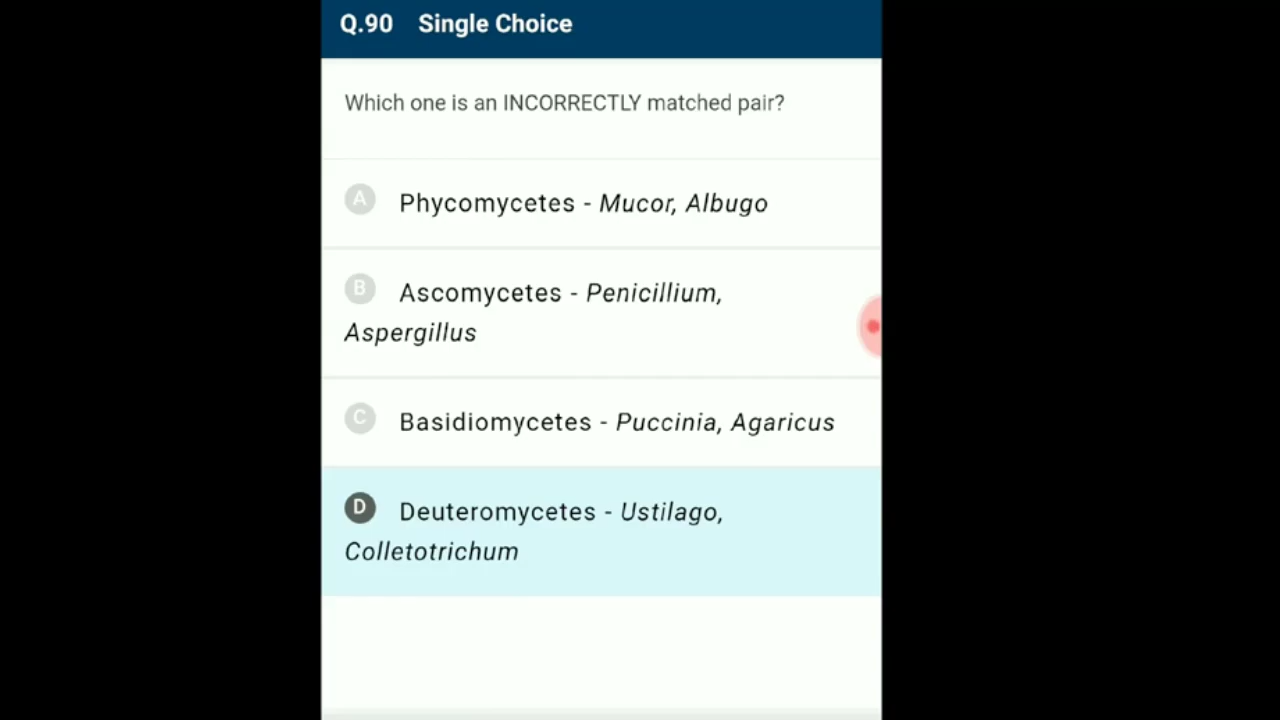 Q.90 Single Choice
Which one is an INCORRECTLY matched pair?
A Phycomycetes - Mucor, Albugo
B Ascomycetes - Penicillium,
Aspergillus
C Basidiomycetes - Puccinia, Agaricus
D Deuteromycetes - Ustilago,
Colletotrichum